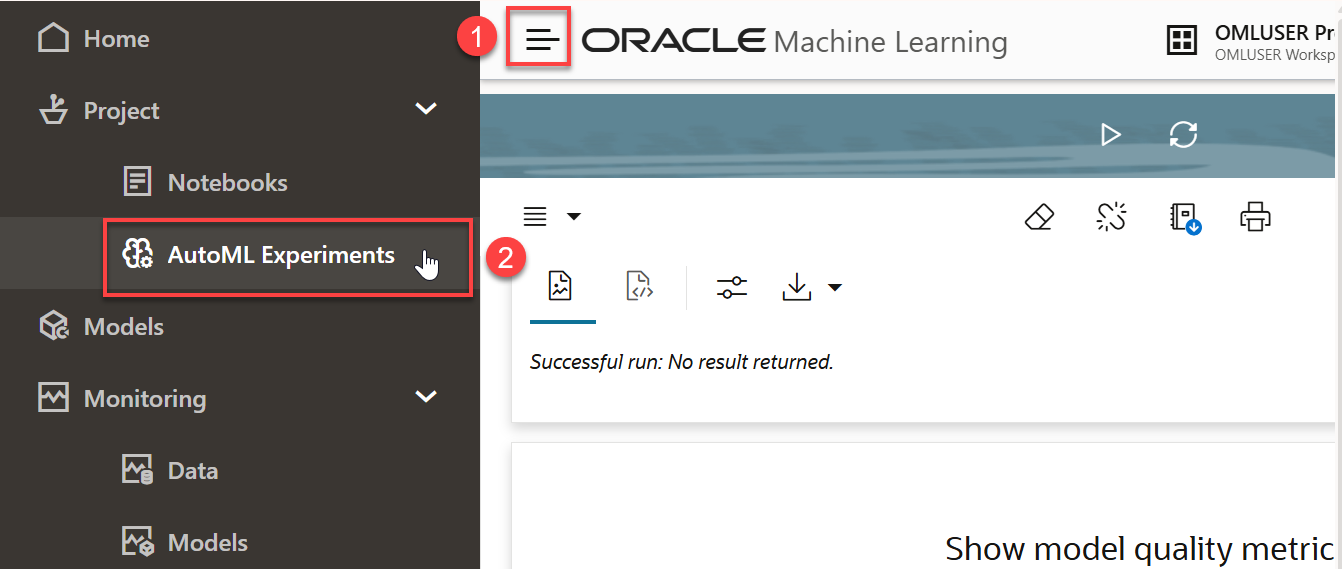 Home
Project
Notebooks
AutoML Experiments
Models
Monitoring
Data
Models
1
ORACLE Machine Learning
OMLUSER Pr
OMLUSER Worksp
2
Successful run: No result returned.
Show model quality metric